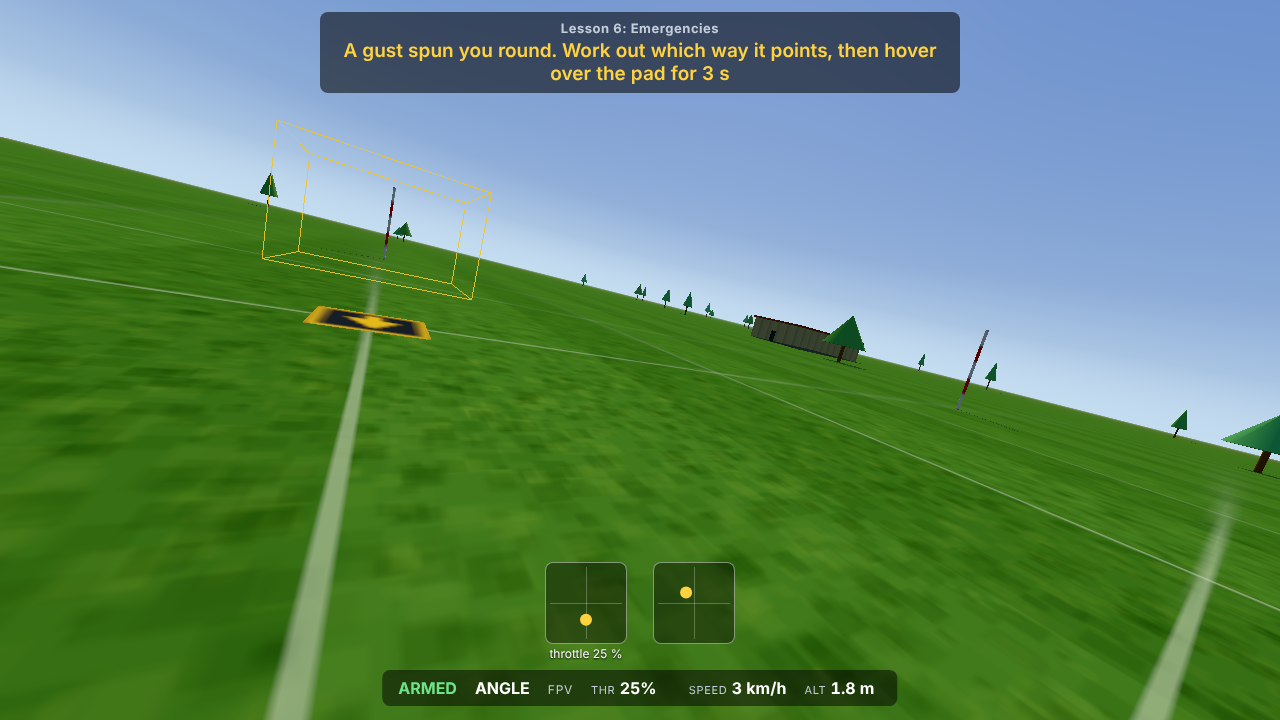 Lesson 6: Emergencies
A gust spun you round. Work out which way it points, then hover
over the pad for 3 s
throttle 25 %
ARMED ANGLE FPV THR 25% SPEED 3 km/h ALT 1.8 m